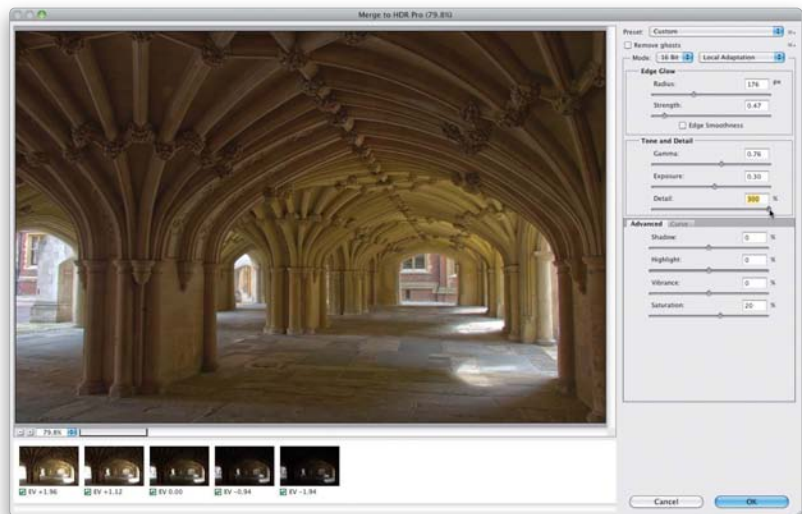 Merge to HDR Pro (79.8%)
Preset: Custom
Remove ghosts
Mode: 16 Bit Local Adaptation
Edge Glow
Radius: 176 px
Strength: 0.47
Edge Smoothness
Tone and Detail
Gamma: 0.76
Exposure: 0.30
Detail: 300 %
Advanced Curve
Shadow: 0 %
Highlight: 0 %
Vibrance: 0 %
Saturation: 20 %
79.8%
EV +1.96 EV +1.12 EV 0.00 EV -0.94 EV -1.94
Cancel OK